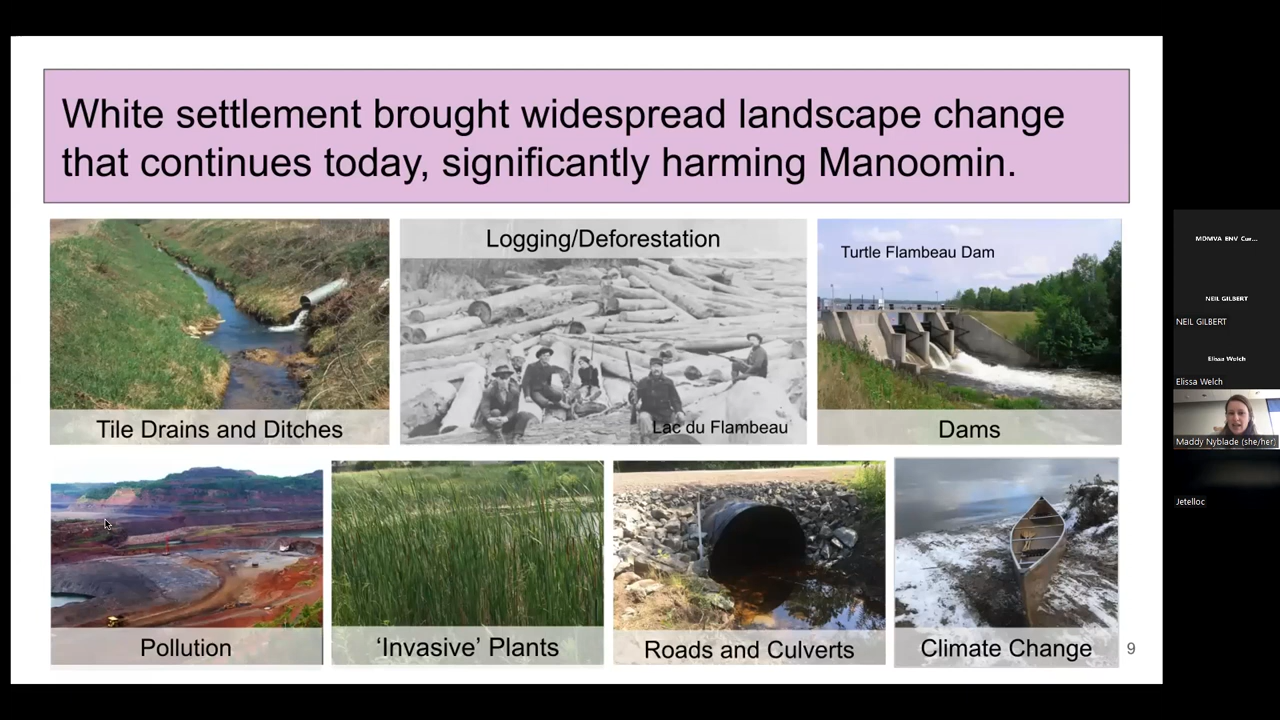 White settlement brought widespread landscape change
that continues today, significantly harming Manoomin.
Tile Drains and Ditches
Logging/Deforestation
Lac du Flambeau
Turtle Flambeau Dam
Dams
Pollution
‘Invasive’ Plants
Roads and Culverts
Climate Change
9
MDMVA ENV Cur...
NEIL GILBERT
NEIL GILBERT
Elissa Welch
Elissa Welch
Maddy Nyblade (she/her)
Jetelloc